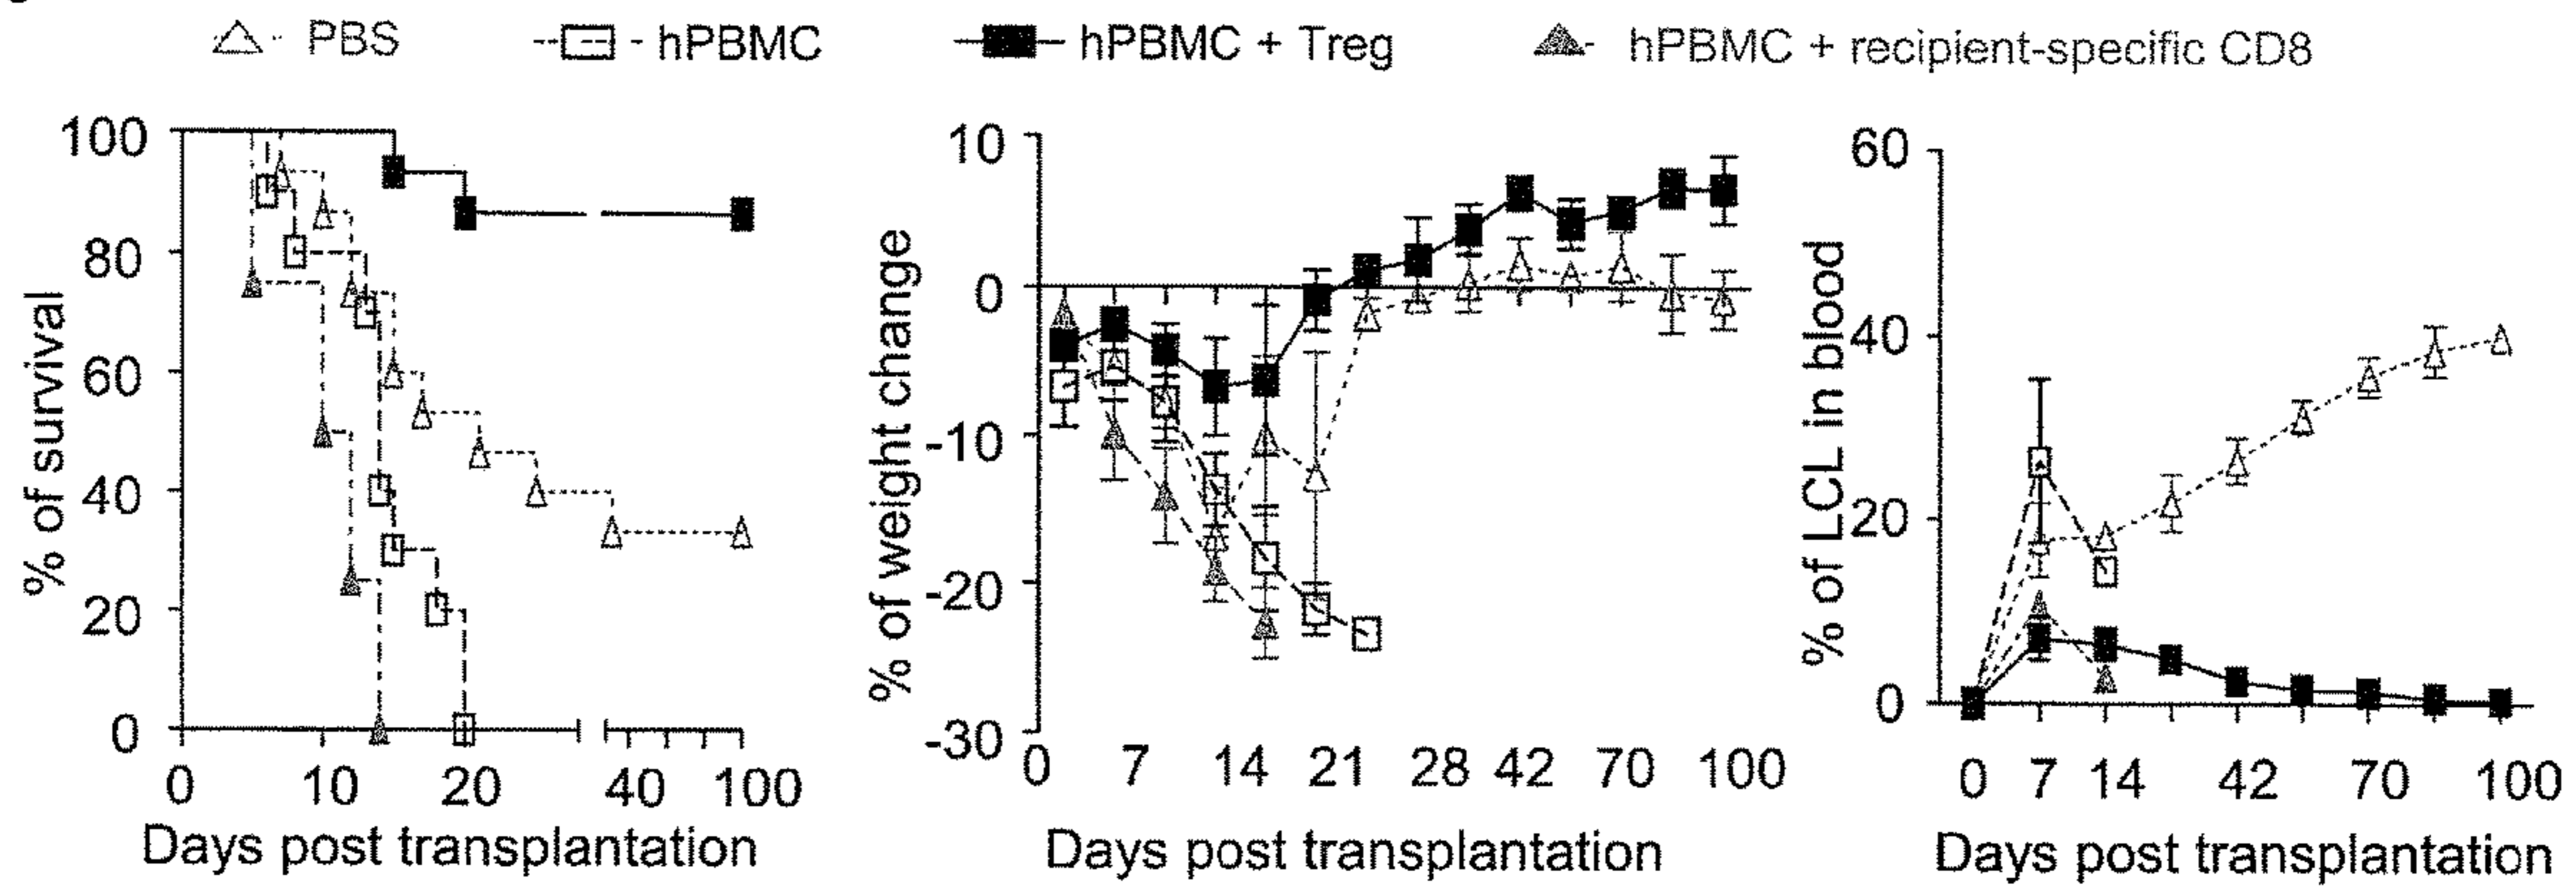 PBS hPBMC hPBMC + Treg hPBMC + recipient-specific CD8
% of survival
100
80
60
40
20
0
0 10 20 40 100
Days post transplantation
% of weight change
10
0
-10
-20
-30
0 7 14 21 28 42 70 100
Days post transplantation
% of LCL in blood
60
40
20
0
0 7 14 42 70 100
Days post transplantation